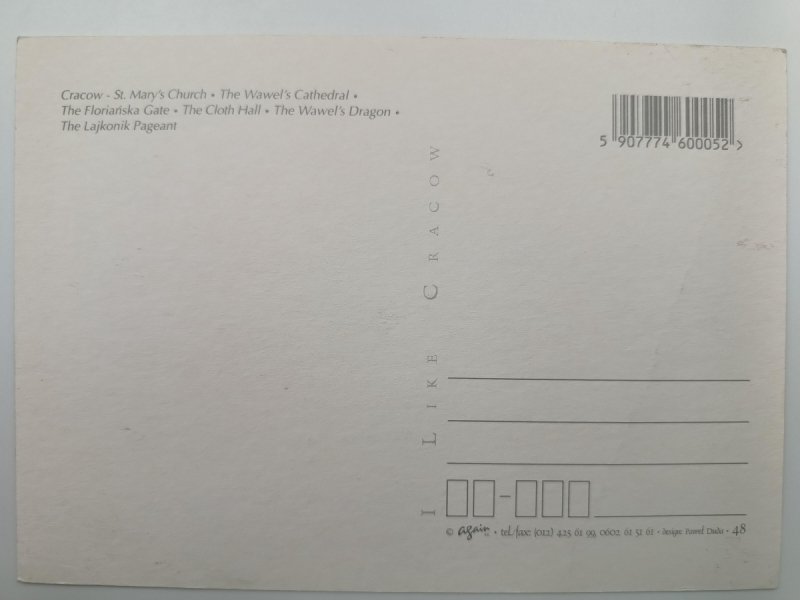 Cracow - St. Mary's Church • The Wawel's Cathedral •
The Floriańska Gate • The Cloth Hall • The Wawel's Dragon •
The Lajkonik Pageant
5 907774 600052 >
I LIKE CRACOW
© again • tel./fax: (012) 425 61 99, 0602 61 51 61 • design: Paweł Duda • 48